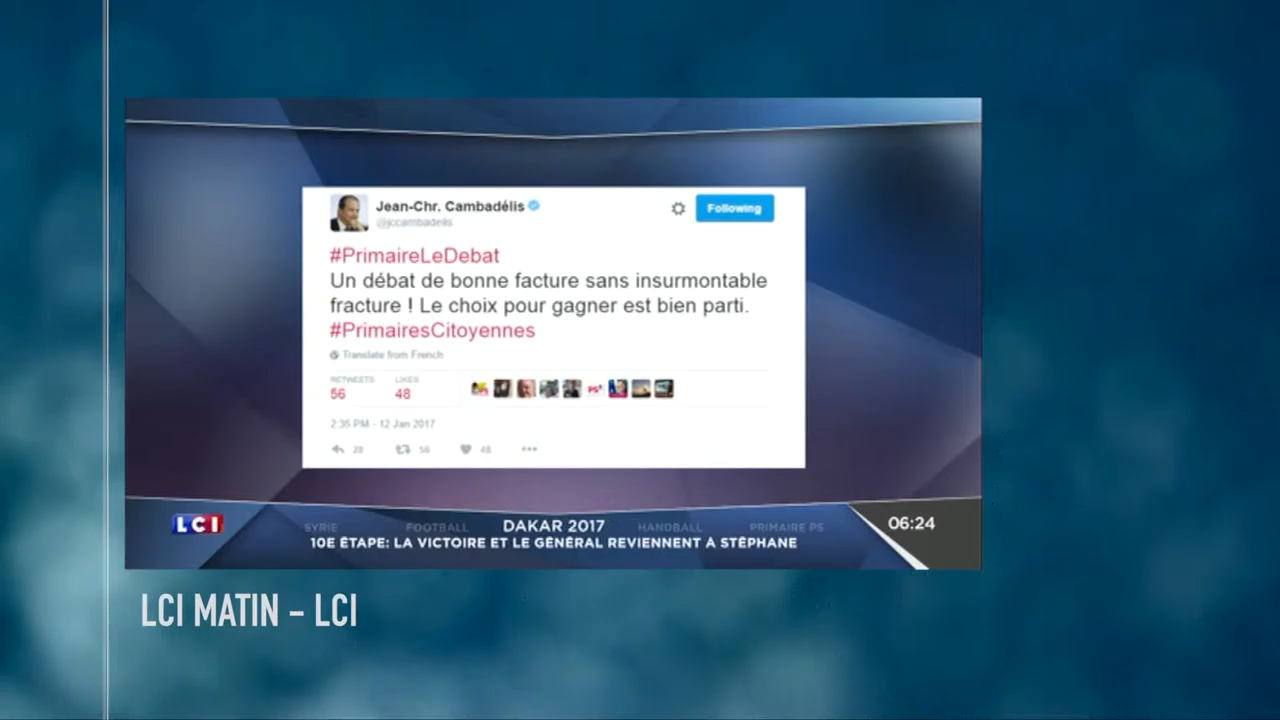 Jean-Chr. Cambadélis
@jccambadelis
Following
#PrimaireLeDebat
Un débat de bonne facture sans insurmontable
fracture ! Le choix pour gagner est bien parti.
#PrimairesCitoyennes
Translate from French
RETWEETS LIKES
56 48
2:35 PM - 12 Jan 2017
28 56 48
LCI
SYRIE FOOTBALL DAKAR 2017 HANDBALL PRIMAIRE PS
10E ÉTAPE: LA VICTOIRE ET LE GÉNÉRAL REVIENNENT À STÉPHANE
06:24
LCI MATIN – LCI